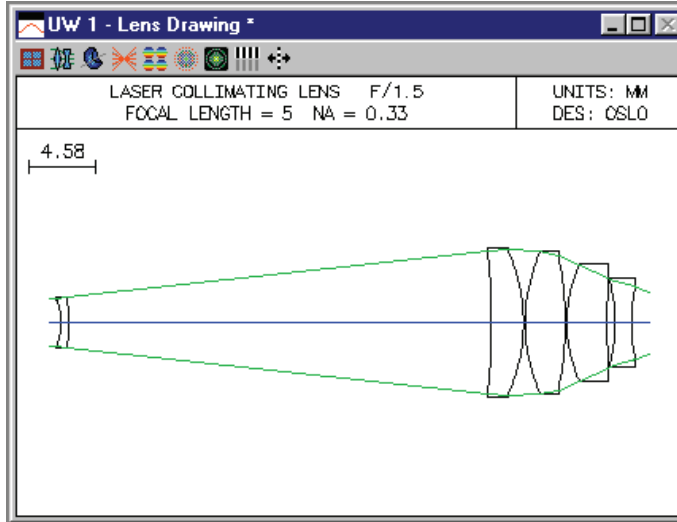 UW 1 - Lens Drawing *
LASER COLLIMATING LENS F/1.5
FOCAL LENGTH = 5 NA = 0.33
UNITS: MM
DES: OSLO
4.58